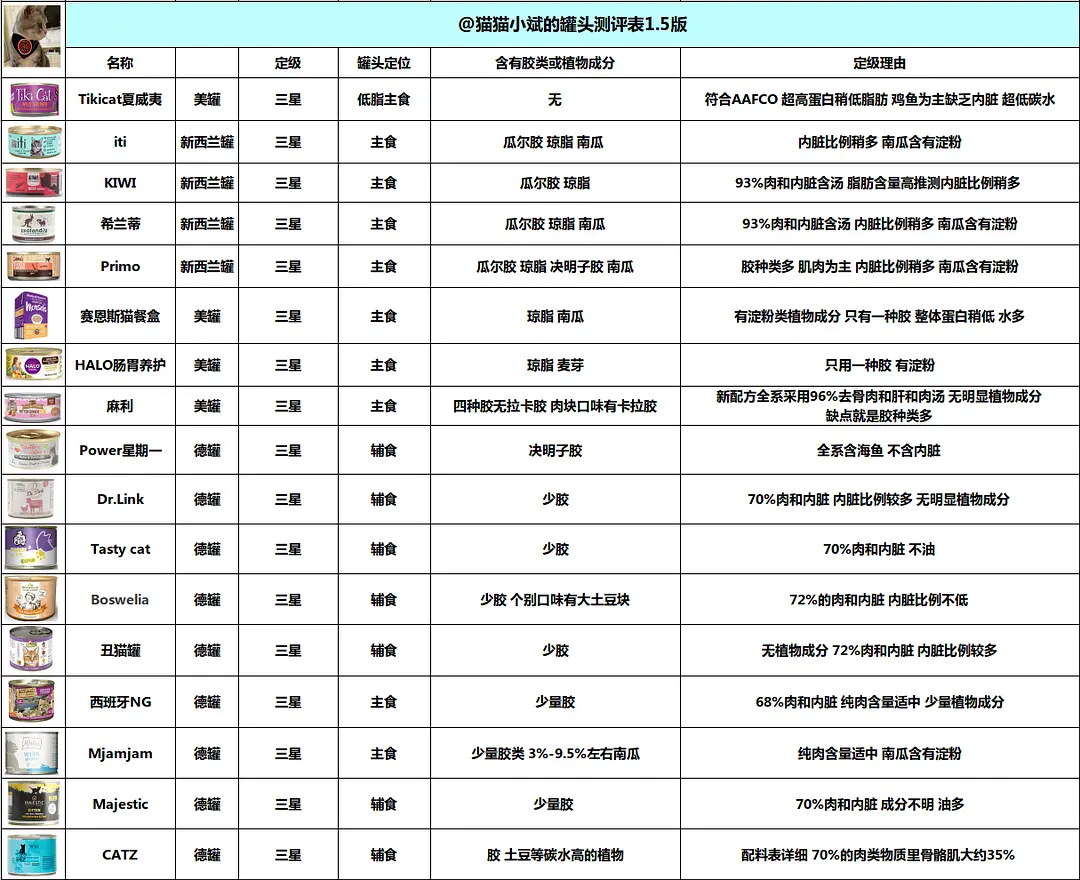 @猫猫小斌的罐头测评表1.5版
名称 定级 罐头定位 含有胶类或植物成分 定级理由
Tikicat夏威夷 美罐 三星 低脂主食 无 符合AAFCO 超高蛋白稍低脂肪 鸡鱼为主缺乏内脏 超低碳水
iti 新西兰罐 三星 主食 瓜尔胶 琼脂 南瓜 内脏比例稍多 南瓜含有淀粉
KIWI 新西兰罐 三星 主食 瓜尔胶 琼脂 93%肉和内脏含汤 脂肪含量高推测内脏比例稍多
希兰蒂 新西兰罐 三星 主食 瓜尔胶 琼脂 南瓜 93%肉和内脏含汤 内脏比例稍多 南瓜含有淀粉
Primo 新西兰罐 三星 主食 瓜尔胶 琼脂 决明子胶 南瓜 胶种类多 肌肉为主 内脏比例稍多 南瓜含有淀粉
赛恩斯猫餐盒 美罐 三星 主食 琼脂 南瓜 有淀粉类植物成分 只有一种胶 整体蛋白稍低 水多
HALO肠胃养护 美罐 三星 主食 琼脂 麦芽 只用一种胶 有淀粉
麻利 美罐 三星 主食 四种胶无拉卡胶 肉块口味有卡拉胶 新配方全系采用96%去骨肉和肝和肉汤 无明显植物成分
缺点就是胶种类多
Power星期一 德罐 三星 辅食 决明子胶 全系含海鱼 不含内脏
Dr.Link 德罐 三星 辅食 少胶 70%肉和内脏 内脏比例较多 无明显植物成分
Tasty cat 德罐 三星 辅食 少胶 70%肉和内脏 不油
Boswelia 德罐 三星 辅食 少胶 个别口味有大土豆块 72%的肉和内脏 内脏比例不低
丑猫罐 德罐 三星 辅食 少胶 无植物成分 72%肉和内脏 内脏比例较多
西班牙NG 德罐 三星 主食 少量胶 68%肉和内脏 纯肉含量适中 少量植物成分
Mjamjam 德罐 三星 主食 少量胶类 3%-9.5%左右南瓜 纯肉含量适中 南瓜含有淀粉
Majestic 德罐 三星 辅食 少量胶 70%肉和内脏 成分不明 油多
CATZ 德罐 三星 辅食 胶 土豆等碳水高的植物 配料表详细 70%的肉类物质里骨骼肌大约35%